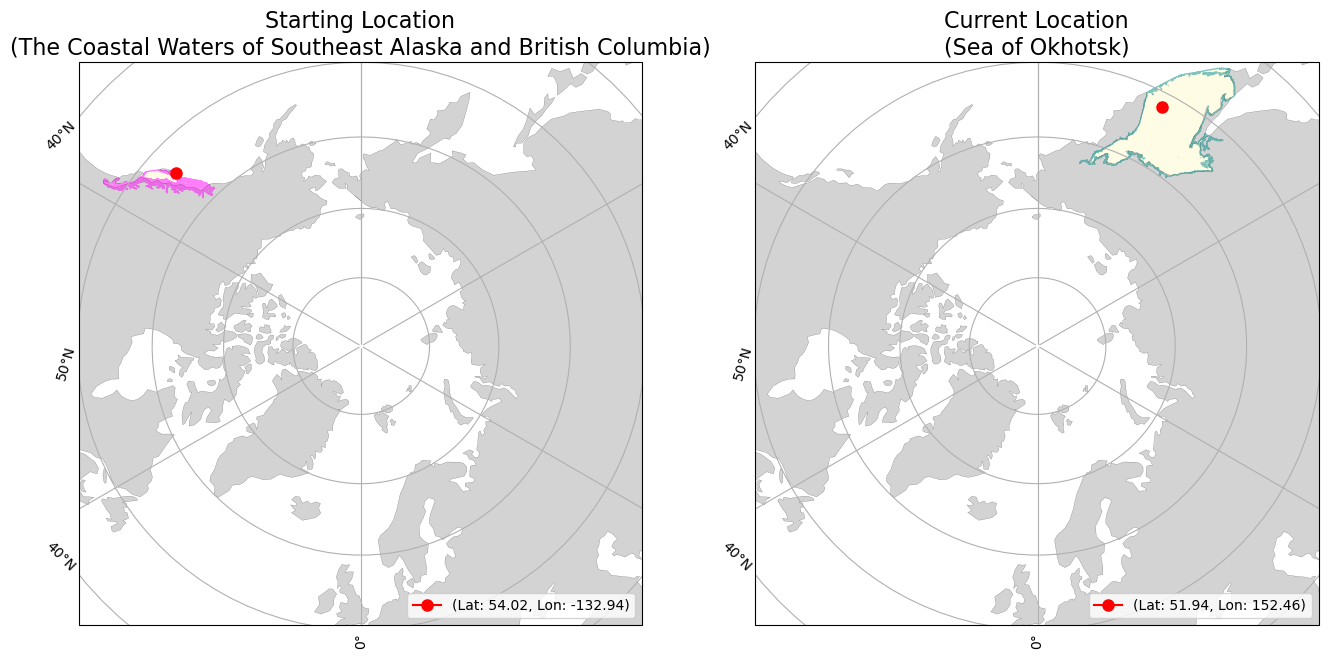 Starting Location
(The Coastal Waters of Southeast Alaska and British Columbia)
40°N
50°N
40°N
0°
(Lat: 54.02, Lon: -132.94)
Current Location
(Sea of Okhotsk)
40°N
50°N
40°N
0°
(Lat: 51.94, Lon: 152.46)